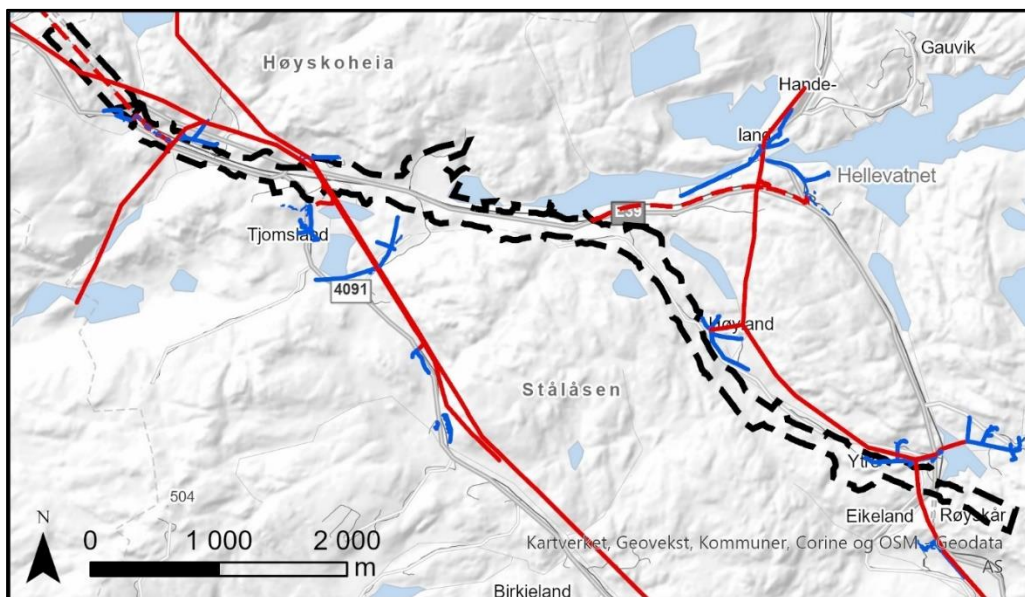 Gauvik
Høyskoheia
Hande-
land
Hellevatnet
E39
Tjomsland
4091
Høyland
Stålåsen
Ytre
504
Eikeland
Røyskår
N
0 1 000 2 000
m
Kartverket, Geovekst, Kommuner, Corine og OSM - Geodata
AS
Birkjeland